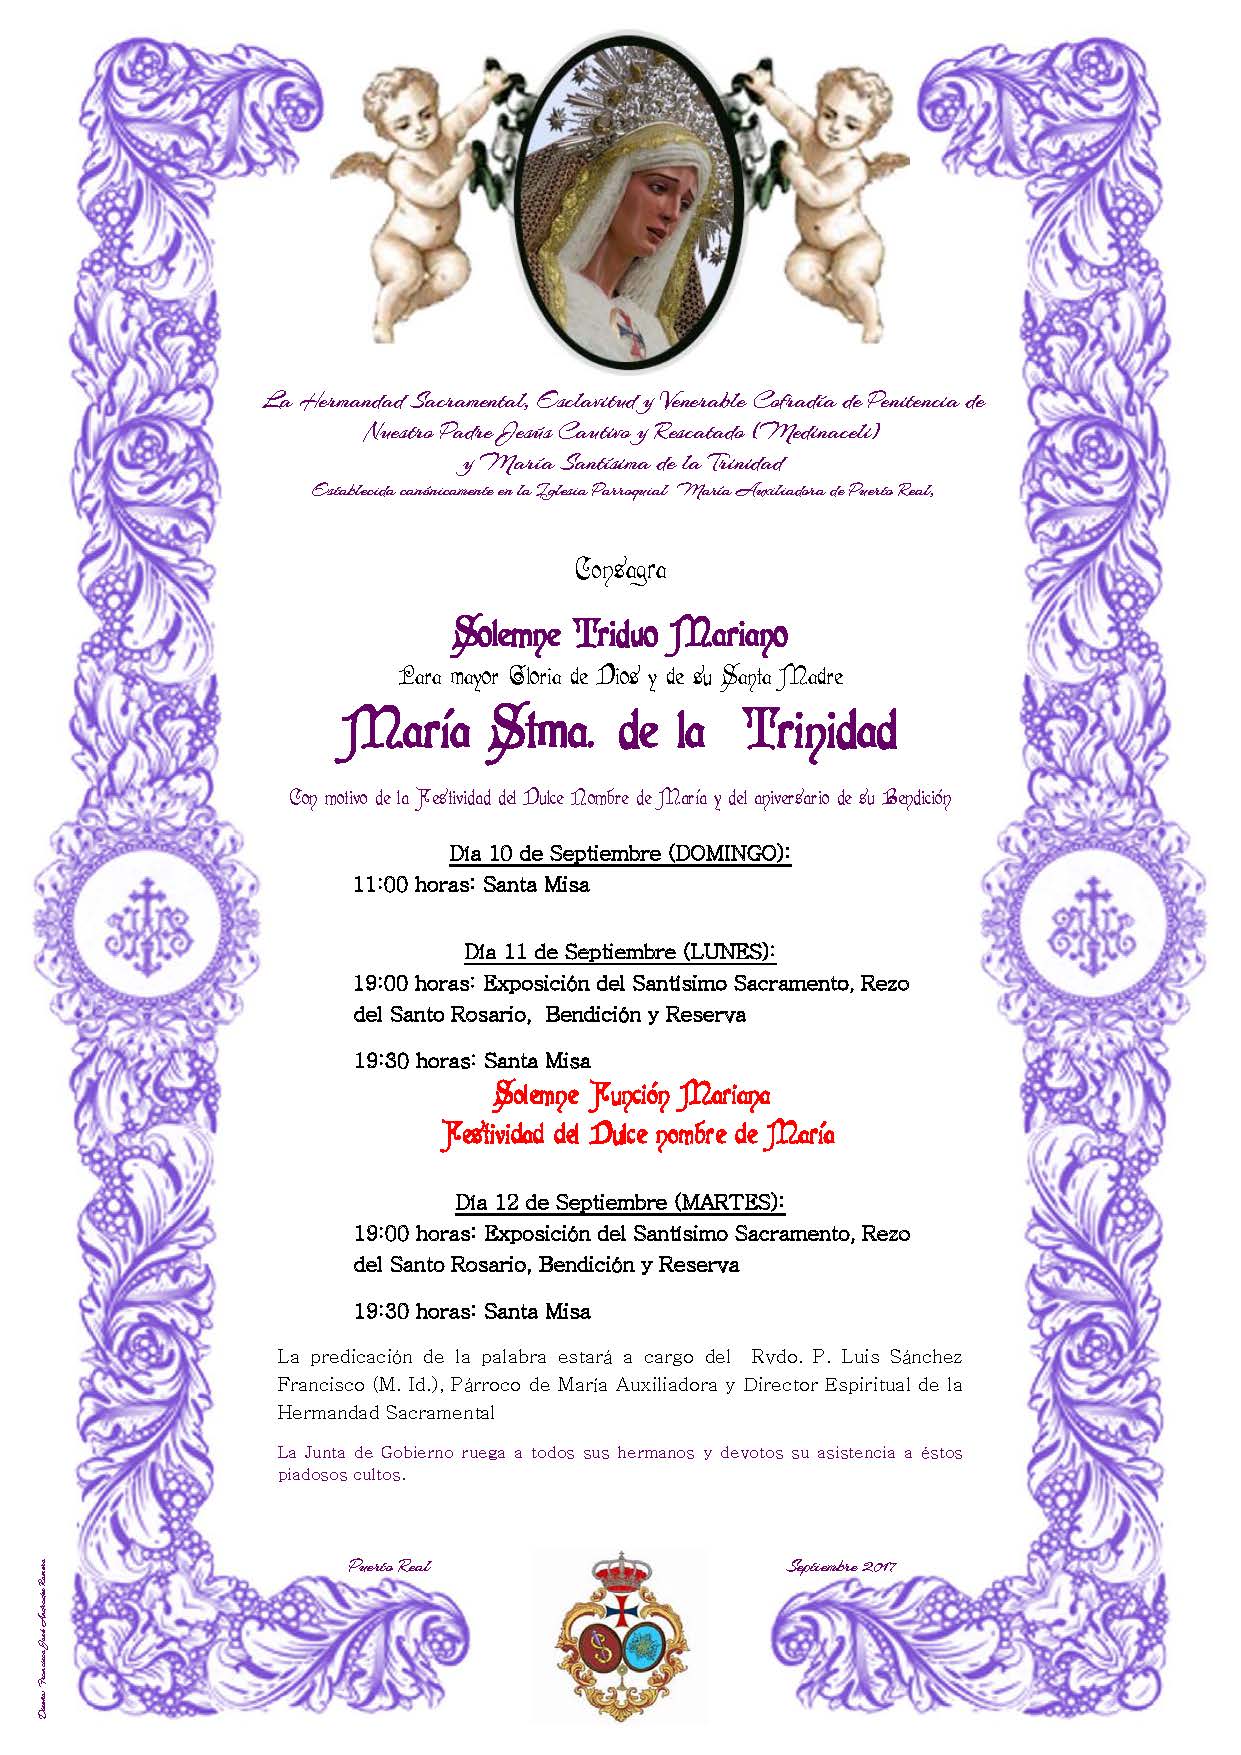 La Hermandad Sacramental, Esclavitud y Venerable Cofradía de Penitencia de
Nuestro Padre Jesús Cautivo y Rescatado (Medinaceli)
y María Santísima de la Trinidad
Establecida canónicamente en la Iglesia Parroquial María Auxiliadora de Puerto Real,
Consagra
Solemne Triduo Mariano
Para mayor Gloria de Dios y de su Santa Madre
María Stma. de la Trinidad
Con motivo de la Festividad del Dulce Nombre de María y del aniversario de su Bendición
Día 10 de Septiembre (DOMINGO):
11:00 horas: Santa Misa
Día 11 de Septiembre (LUNES):
19:00 horas: Exposición del Santísimo Sacramento, Rezo
del Santo Rosario, Bendición y Reserva
19:30 horas: Santa Misa
Solemne Función Mariana
Festividad del Dulce nombre de María
Día 12 de Septiembre (MARTES):
19:00 horas: Exposición del Santísimo Sacramento, Rezo
del Santo Rosario, Bendición y Reserva
19:30 horas: Santa Misa
La predicación de la palabra estará a cargo del Rvdo. P. Luis Sánchez
Francisco (M. Id.), Párroco de María Auxiliadora y Director Espiritual de la
Hermandad Sacramental
La Junta de Gobierno ruega a todos sus hermanos y devotos su asistencia a éstos
piadosos cultos.
Puerto Real
Septiembre 2017
Francisco José